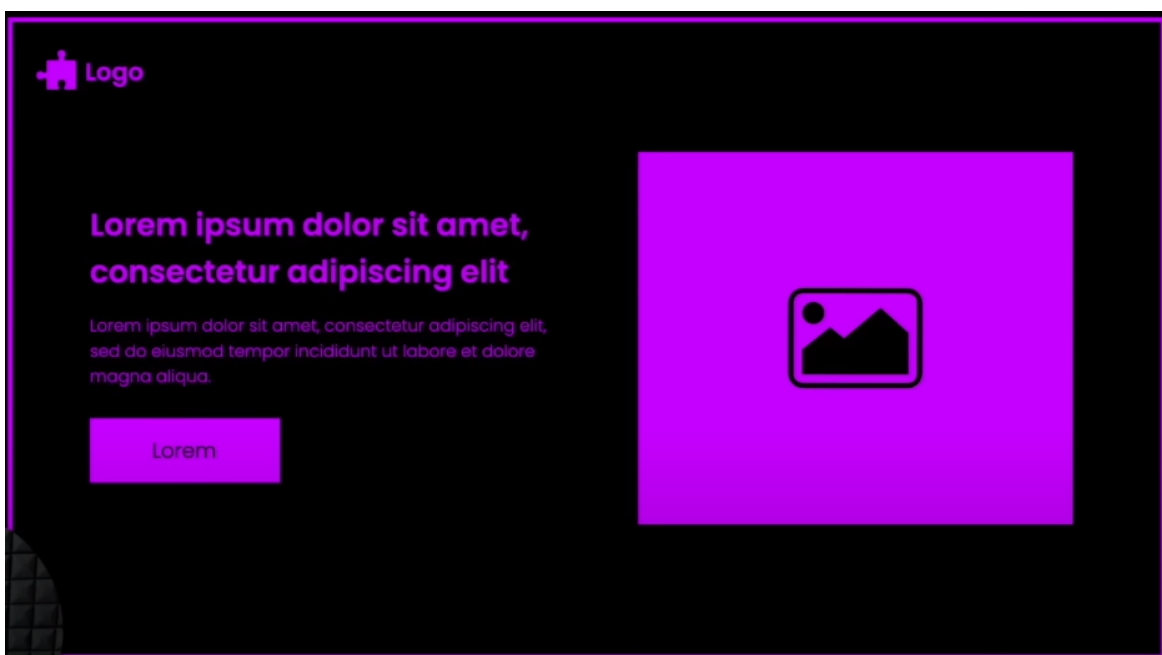 Logo
Lorem ipsum dolor sit amet,
consectetur adipiscing elit
Lorem ipsum dolor sit amet, consectetur adipiscing elit,
sed do eiusmod tempor incididunt ut labore et dolore
magna aliqua.
Lorem